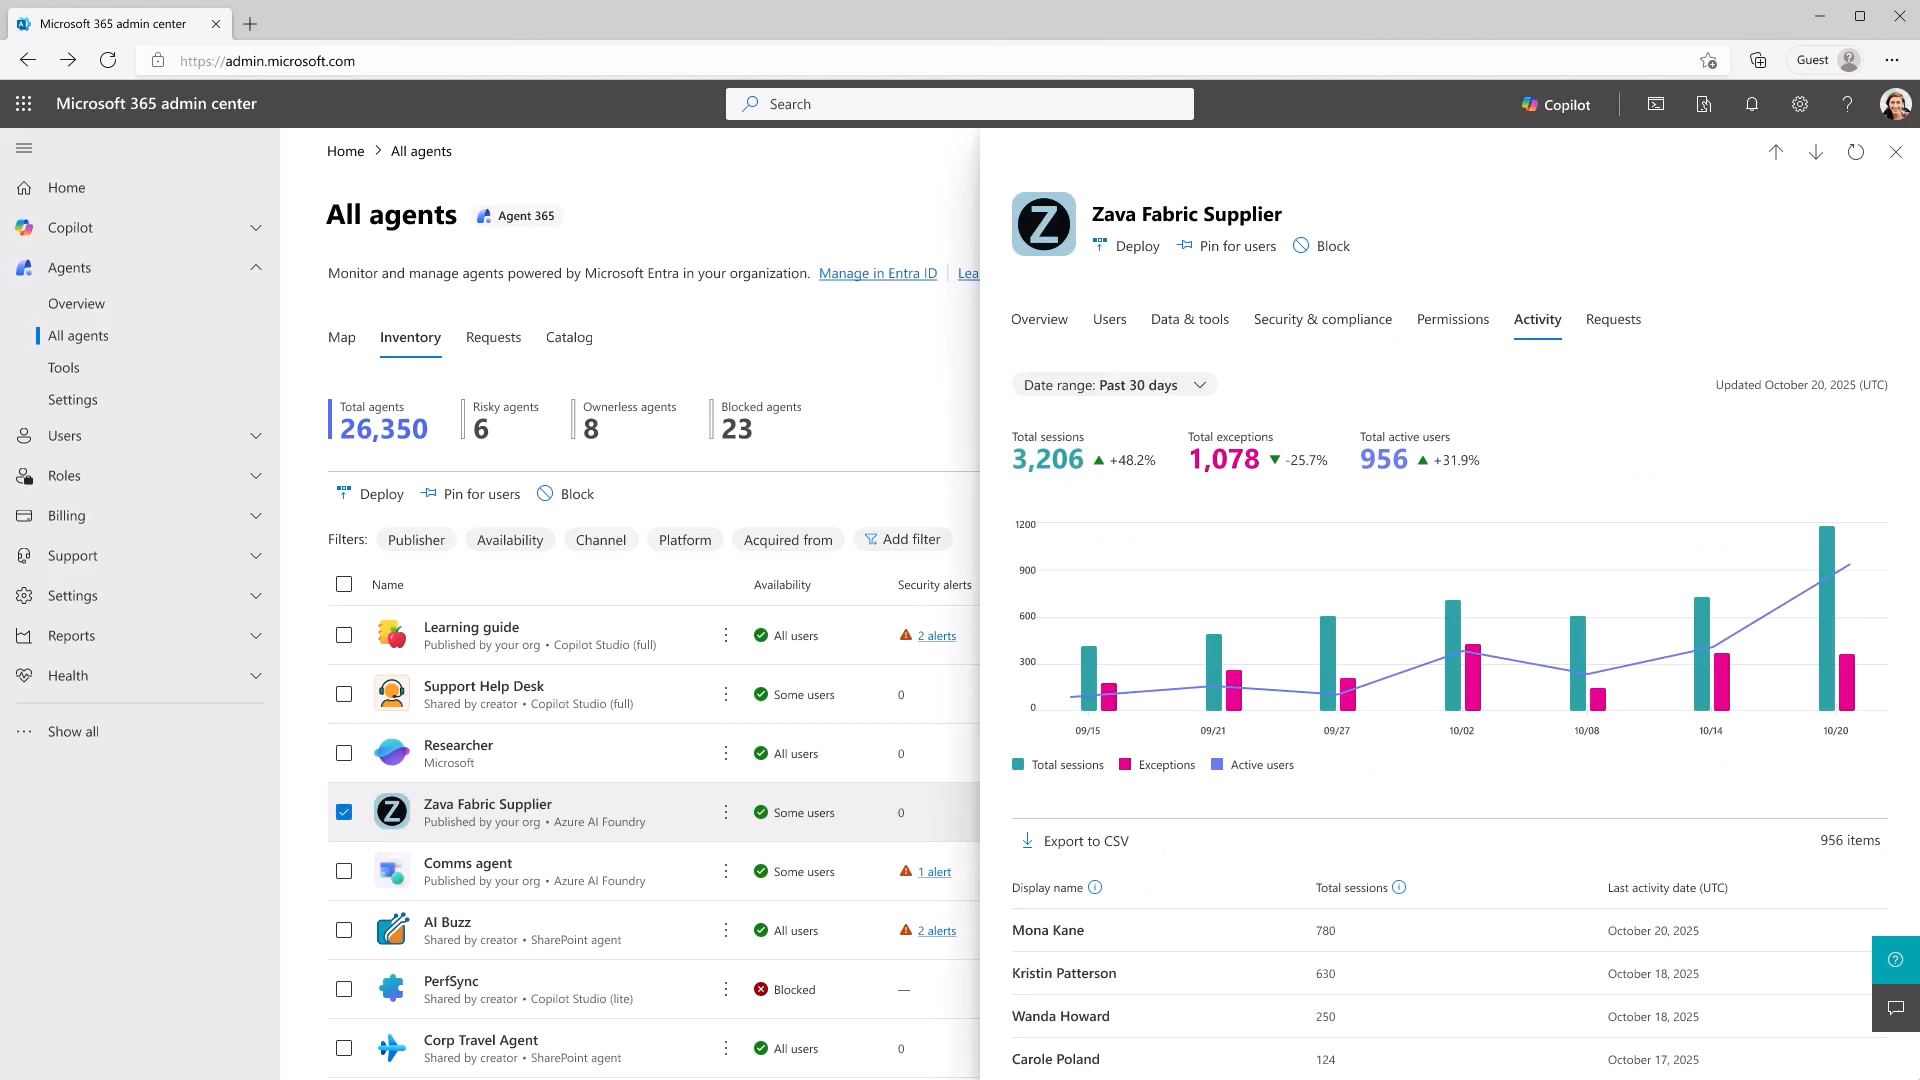 Microsoft 365 admin center
https://admin.microsoft.com
Guest
Microsoft 365 admin center
Search
Copilot
Home
Copilot
Agents
Overview
All agents
Tools
Settings
Users
Roles
Billing
Support
Settings
Reports
Health
Show all
Home > All agents
All agents
Agent 365
Monitor and manage agents powered by Microsoft Entra in your organization. Manage in Entra ID Lea
Map Inventory Requests Catalog
Total agents
26,350
Risky agents
6
Ownerless agents
8
Blocked agents
23
Deploy Pin for users Block
Filters: Publisher Availability Channel Platform Acquired from Add filter
Name Availability Security alerts
Learning guide
Published by your org • Copilot Studio (full)
All users
2 alerts
Support Help Desk
Shared by creator • Copilot Studio (full)
Some users
0
Researcher
Microsoft
All users
0
Z
Zava Fabric Supplier
Published by your org • Azure AI Foundry
Some users
0
Comms agent
Published by your org • Azure AI Foundry
Some users
1 alert
AI Buzz
Shared by creator • SharePoint agent
All users
2 alerts
PerfSync
Shared by creator • Copilot Studio (lite)
Blocked
—
Corp Travel Agent
Shared by creator • SharePoint agent
All users
0
Z
Zava Fabric Supplier
Deploy Pin for users Block
Overview Users Data & tools Security & compliance Permissions Activity Requests
Date range: Past 30 days
Updated October 20, 2025 (UTC)
Total sessions
3,206 ▲ +48.2%
Total exceptions
1,078 ▼ -25.7%
Total active users
956 ▲ +31.9%
1200
900
600
300
0
09/15 09/21 09/27 10/02 10/08 10/14 10/20
Total sessions Exceptions Active users
Export to CSV
956 items
Display name Total sessions Last activity date (UTC)
Mona Kane 780 October 20, 2025
Kristin Patterson 630 October 18, 2025
Wanda Howard 250 October 18, 2025
Carole Poland 124 October 17, 2025